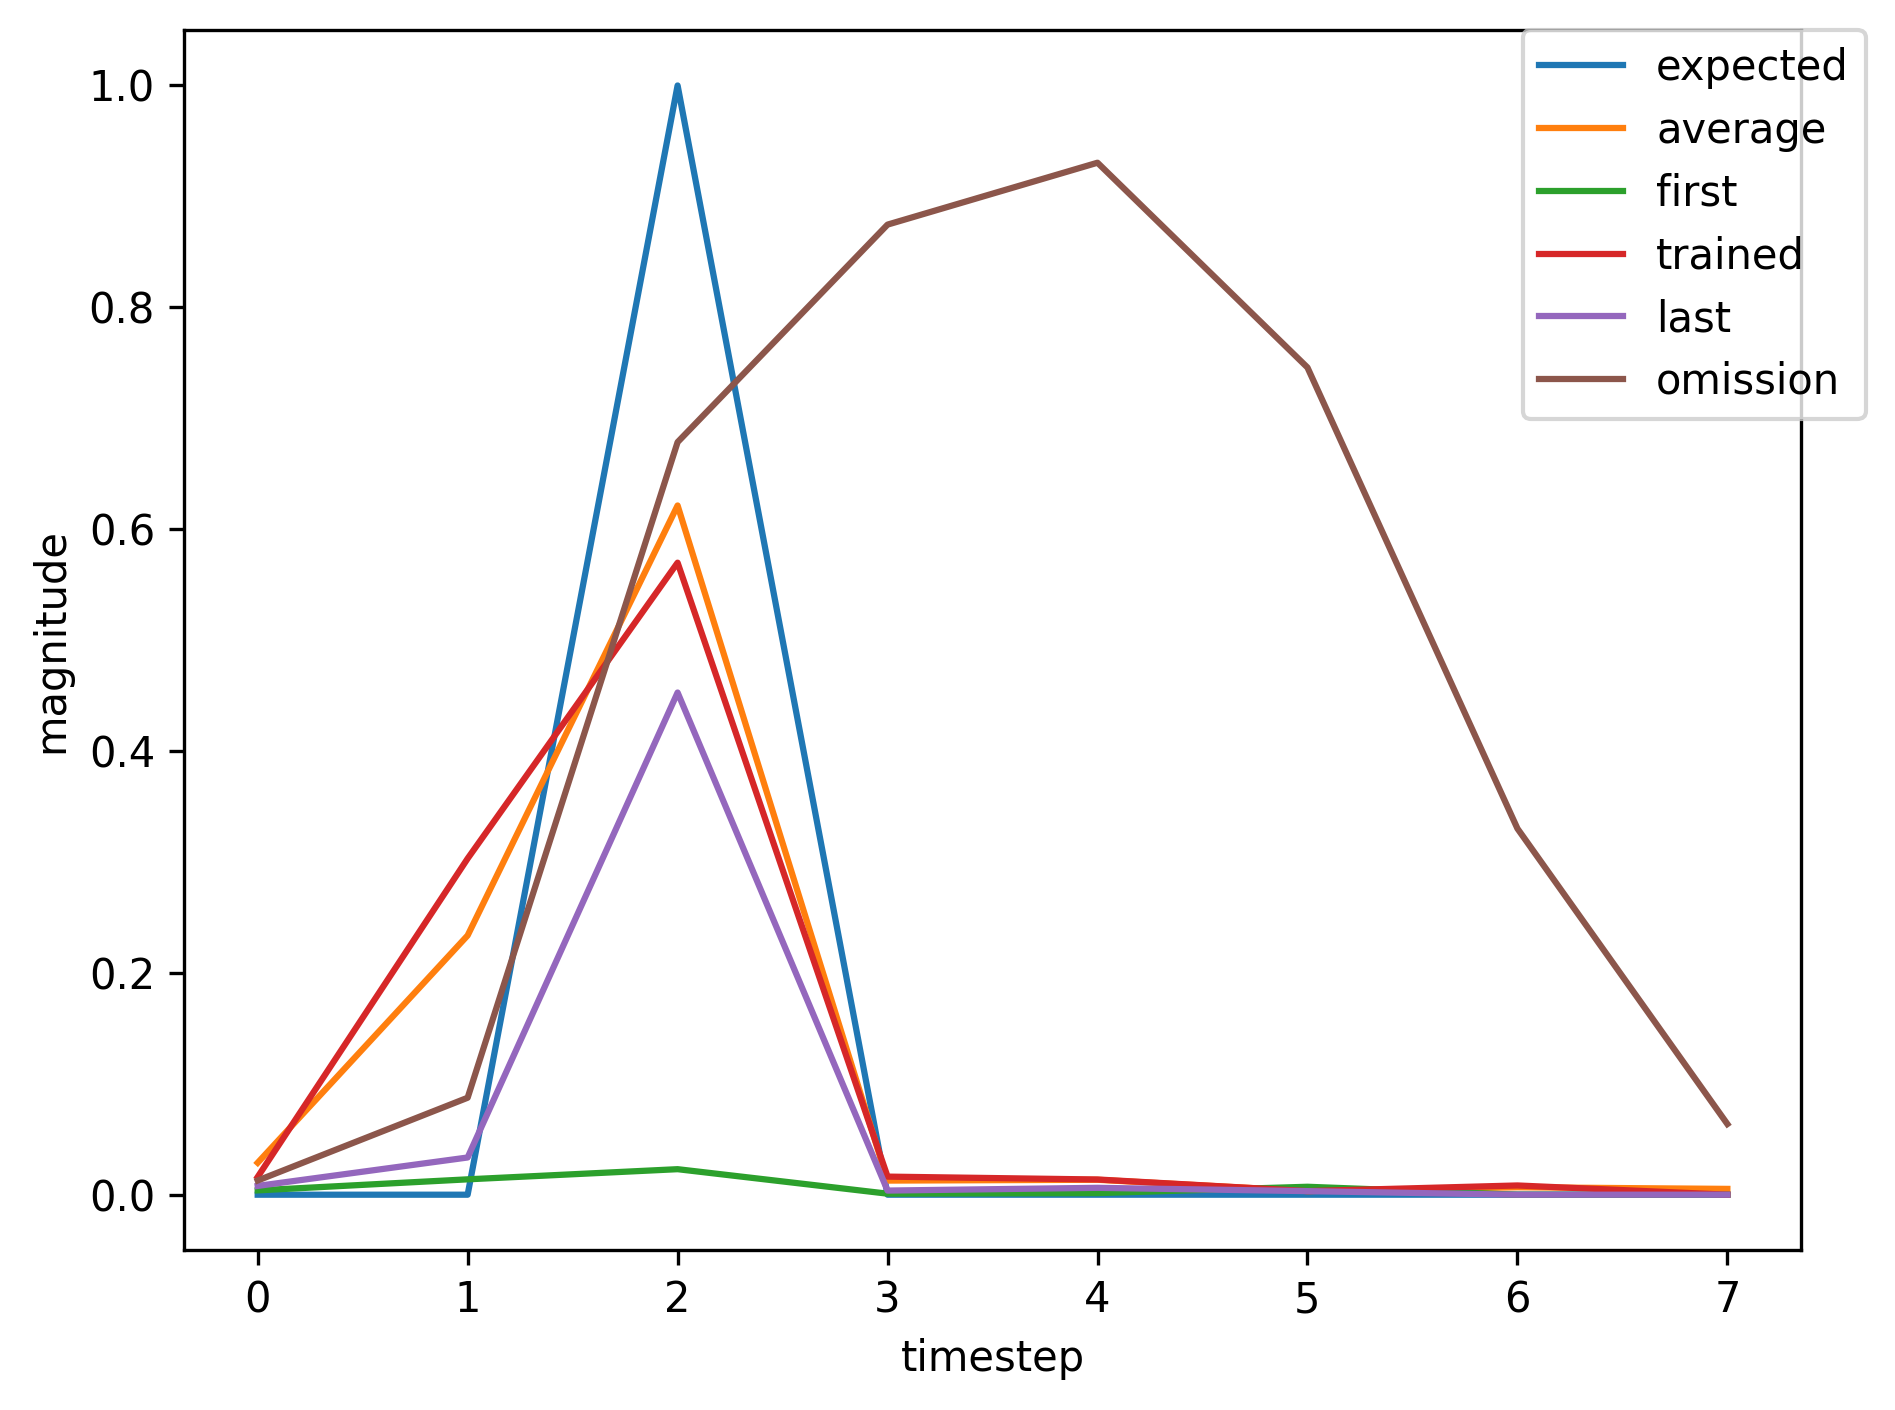 expected
average
first
trained
last
omission
1.0
0.8
0.6
0.4
0.2
0.0
magnitude
0 1 2 3 4 5 6 7
timestep